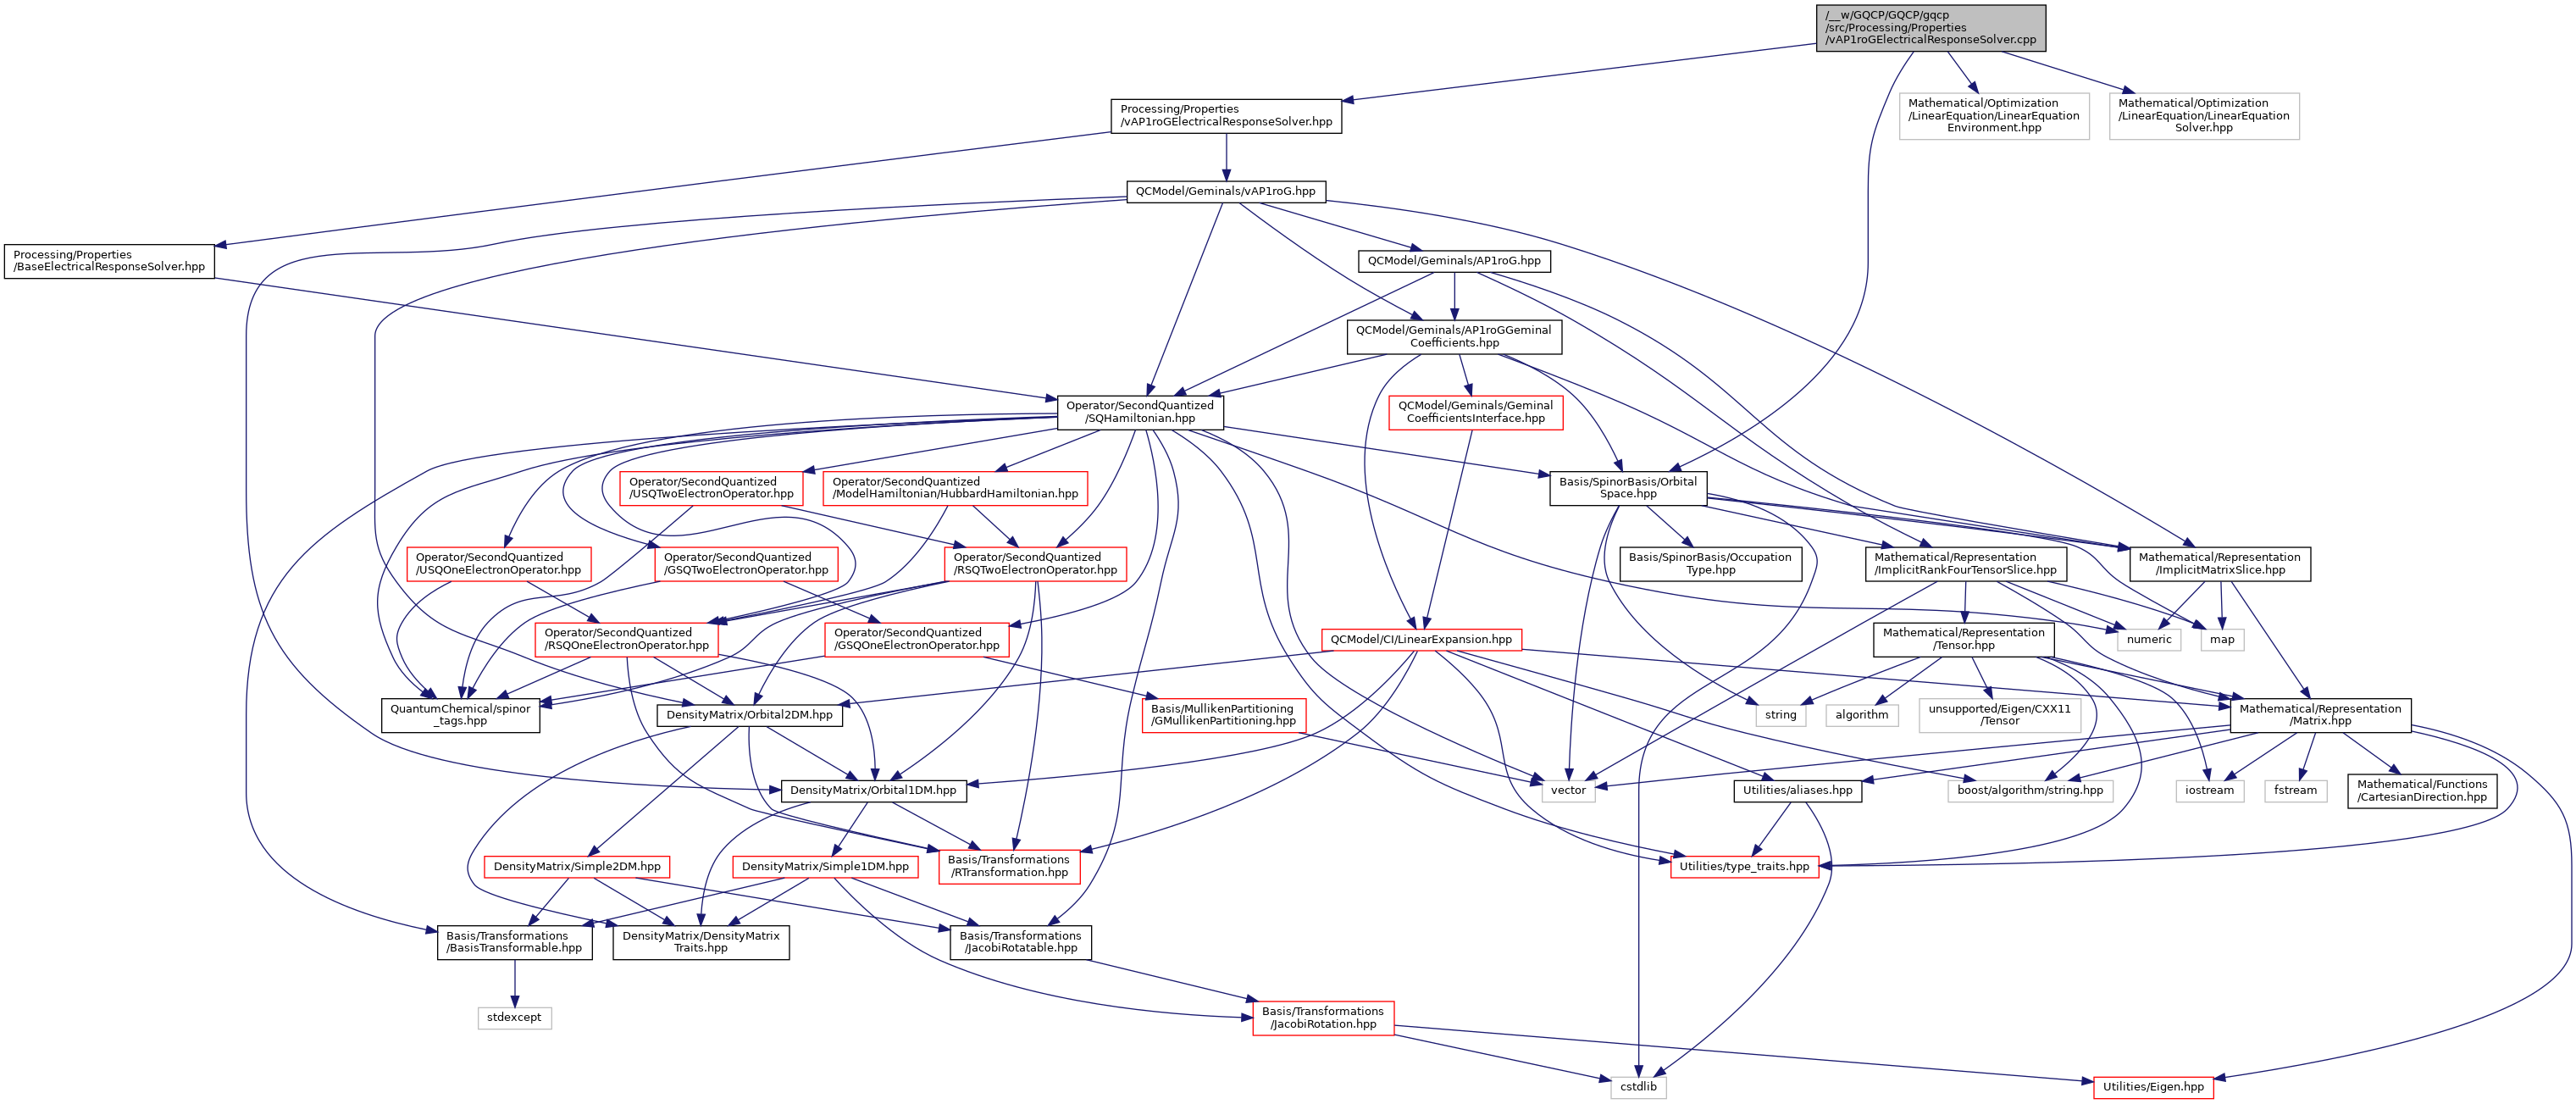 /__w/GQCP/GQCP/gqcp
/src/Processing/Properties
/vAP1roGElectricalResponseSolver.cpp
Processing/Properties
/vAP1roGElectricalResponseSolver.hpp
Mathematical/Optimization
/LinearEquation/LinearEquation
Environment.hpp
Mathematical/Optimization
/LinearEquation/LinearEquation
Solver.hpp
QCModel/Geminals/vAP1roG.hpp
Processing/Properties
/BaseElectricalResponseSolver.hpp
QCModel/Geminals/AP1roG.hpp
QCModel/Geminals/AP1roGGeminal
Coefficients.hpp
Operator/SecondQuantized
/SQHamiltonian.hpp
QCModel/Geminals/Geminal
CoefficientsInterface.hpp
Operator/SecondQuantized
/USQTwoElectronOperator.hpp
Operator/SecondQuantized
/ModelHamiltonian/HubbardHamiltonian.hpp
Basis/SpinorBasis/Orbital
Space.hpp
Operator/SecondQuantized
/USQOneElectronOperator.hpp
Operator/SecondQuantized
/GSQTwoElectronOperator.hpp
Operator/SecondQuantized
/RSQTwoElectronOperator.hpp
Basis/SpinorBasis/Occupation
Type.hpp
Mathematical/Representation
/ImplicitRankFourTensorSlice.hpp
Mathematical/Representation
/ImplicitMatrixSlice.hpp
Operator/SecondQuantized
/RSQOneElectronOperator.hpp
Operator/SecondQuantized
/GSQOneElectronOperator.hpp
QCModel/CI/LinearExpansion.hpp
Mathematical/Representation
/Tensor.hpp
numeric
map
QuantumChemical/spinor
_tags.hpp
DensityMatrix/Orbital2DM.hpp
Basis/MullikenPartitioning
/GMullikenPartitioning.hpp
string
algorithm
unsupported/Eigen/CXX11
/Tensor
Mathematical/Representation
/Matrix.hpp
DensityMatrix/Orbital1DM.hpp
vector
Utilities/aliases.hpp
boost/algorithm/string.hpp
iostream
fstream
Mathematical/Functions
/CartesianDirection.hpp
DensityMatrix/Simple2DM.hpp
DensityMatrix/Simple1DM.hpp
Basis/Transformations
/RTransformation.hpp
Utilities/type_traits.hpp
Basis/Transformations
/BasisTransformable.hpp
DensityMatrix/DensityMatrix
Traits.hpp
Basis/Transformations
/JacobiRotatable.hpp
stdexcept
Basis/Transformations
/JacobiRotation.hpp
cstdlib
Utilities/Eigen.hpp